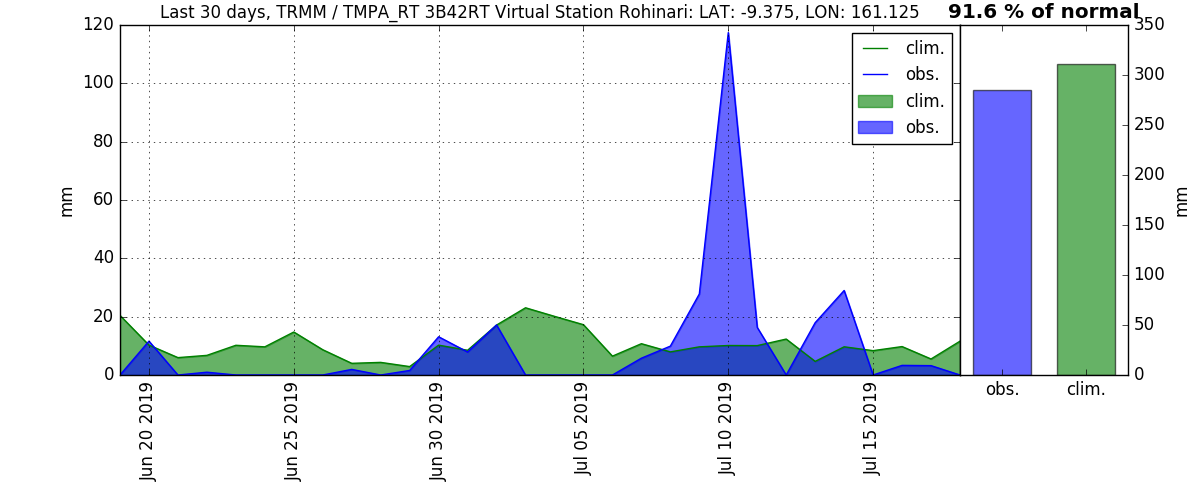 Last 30 days, TRMM / TMPA_RT 3B42RT Virtual Station Rohinari: LAT: -9.375, LON: 161.125
91.6 % of normal
120
100
80
60
40
20
0
mm
clim.
obs.
clim.
obs.
Jun 20 2019
Jun 25 2019
Jun 30 2019
Jul 05 2019
Jul 10 2019
Jul 15 2019
350
300
250
200
150
100
50
0
mm
obs.
clim.